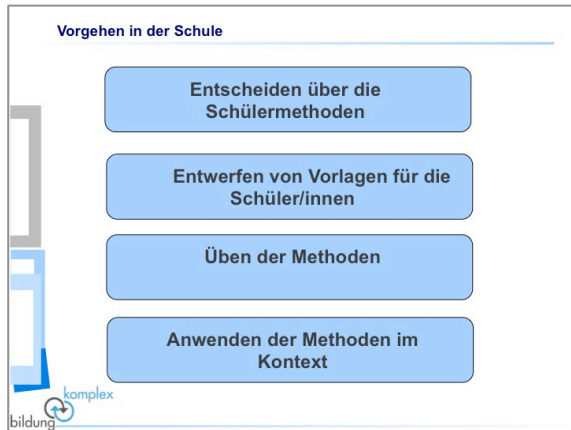 Vorgehen in der Schule
Entscheiden über die
Schülermethoden
Entwerfen von Vorlagen für die
Schüler/innen
Üben der Methoden
Anwenden der Methoden im
Kontext
komplex
bildung